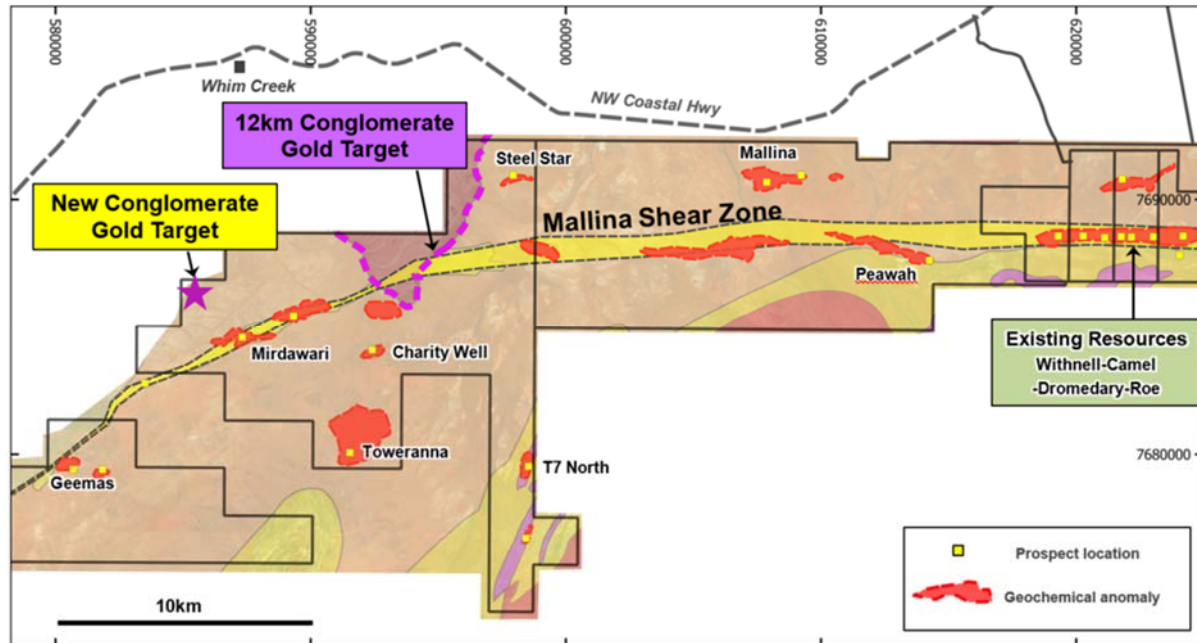 580000
590000
600000
610000
620000
Whim Creek
NW Coastal Hwy
12km Conglomerate
Gold Target
Steel Star
Mallina
New Conglomerate
Gold Target
7690000
Mallina Shear Zone
Peawah
Existing Resources
Withnell-Camel
-Dromedary-Roe
Mirdawari
Charity Well
Toweranna
T7 North
7680000
Geemas
Prospect location
Geochemical anomaly
10km